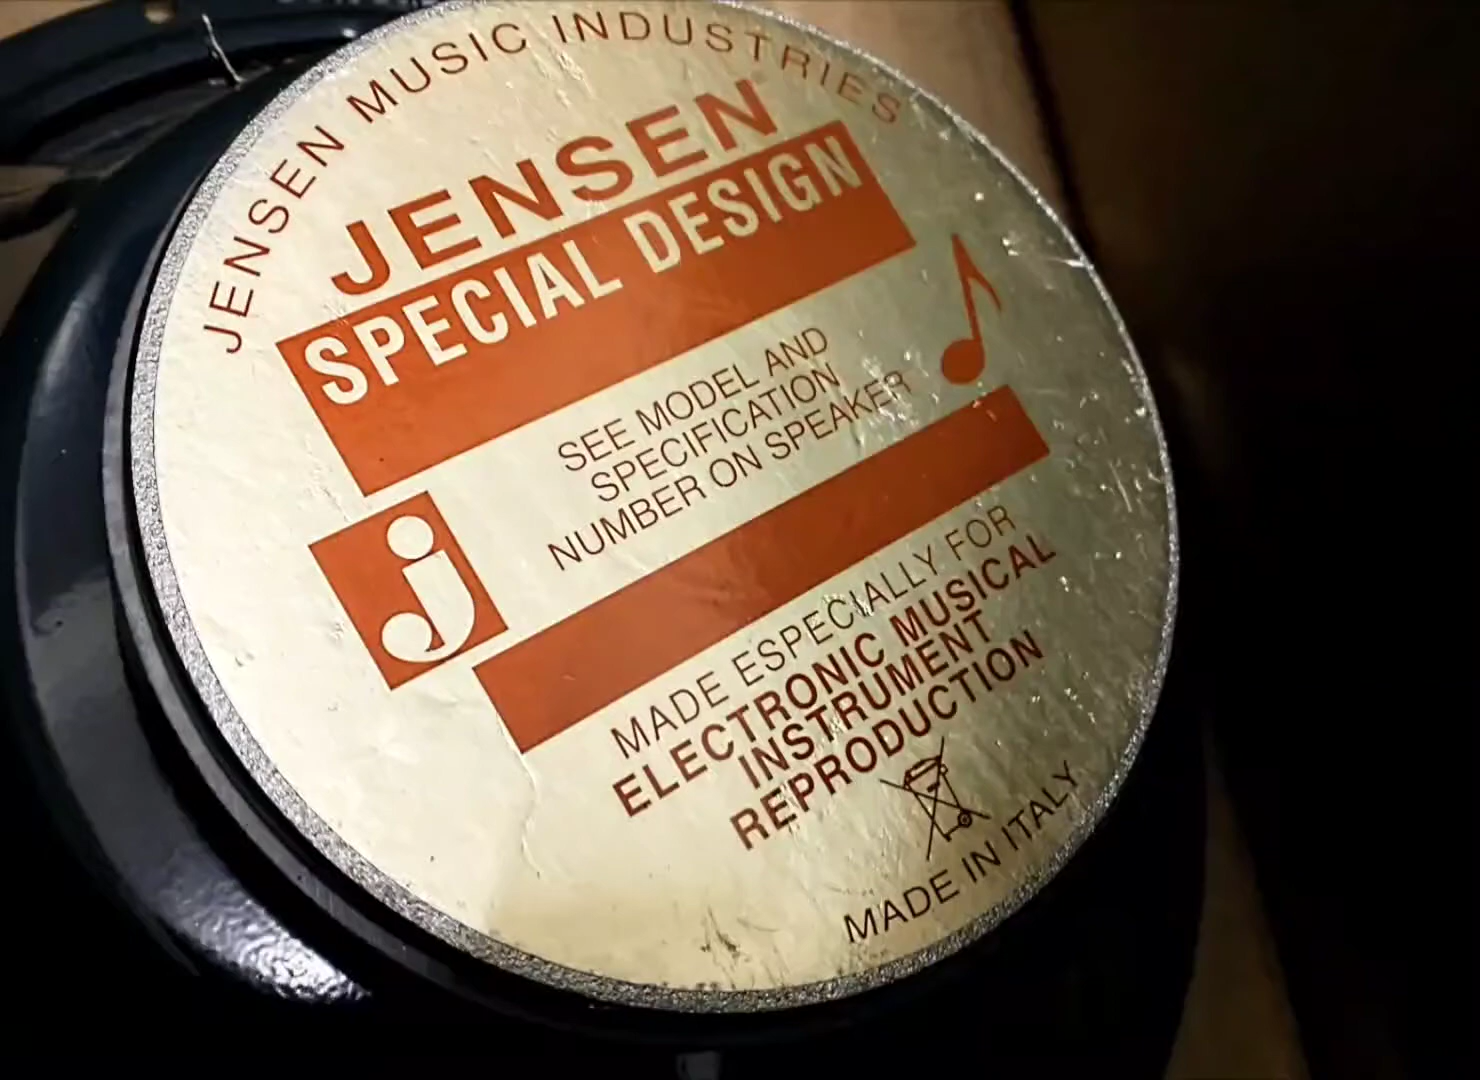 JENSEN MUSIC INDUSTRIES
JENSEN
SPECIAL DESIGN
SEE MODEL AND
SPECIFICATION
NUMBER ON SPEAKER
j
MADE ESPECIALLY FOR
ELECTRONIC MUSICAL
INSTRUMENT
REPRODUCTION
MADE IN ITALY